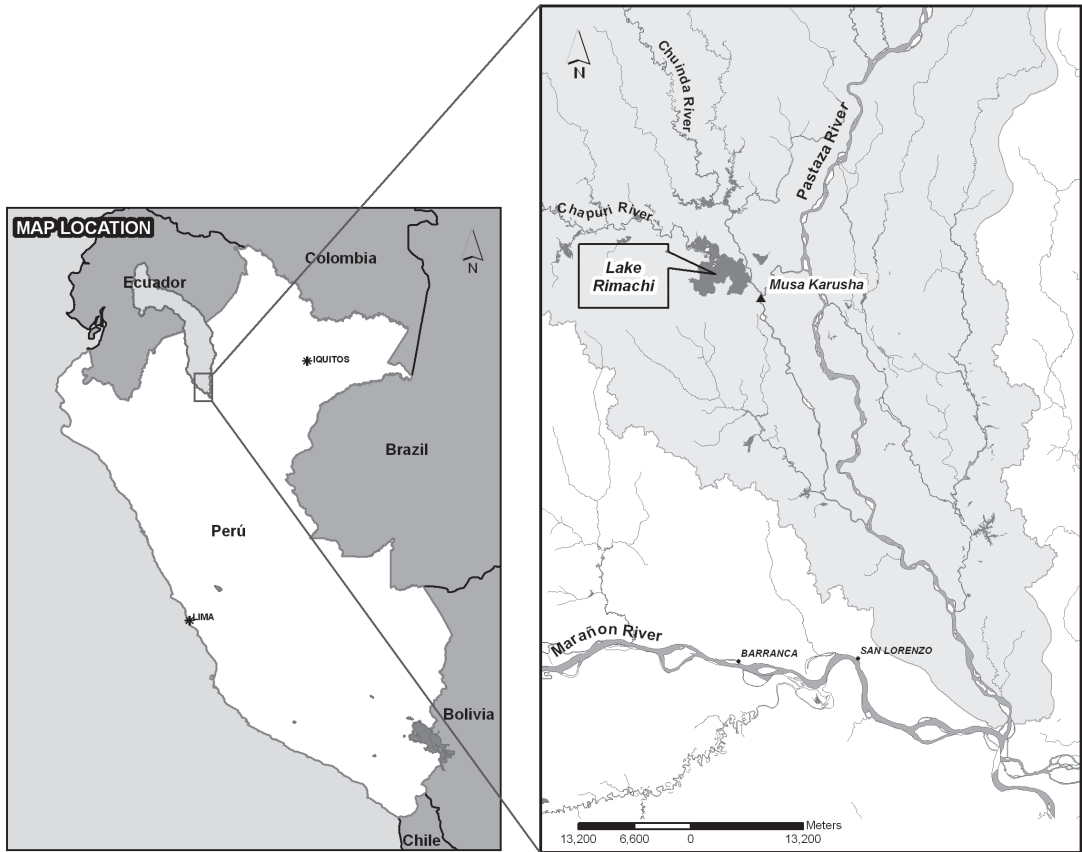 MAP LOCATION
N
Colombia
Ecuador
IQUITOS
Brazil
Perú
LIMA
Bolivia
Chile
N
Chuinda River
Pastaza River
Chapuri River
Lake
Rimachi
Musa Karusha
Marañon River
BARRANCA
SAN LORENZO
Meters
13,200 6,600 0 13,200